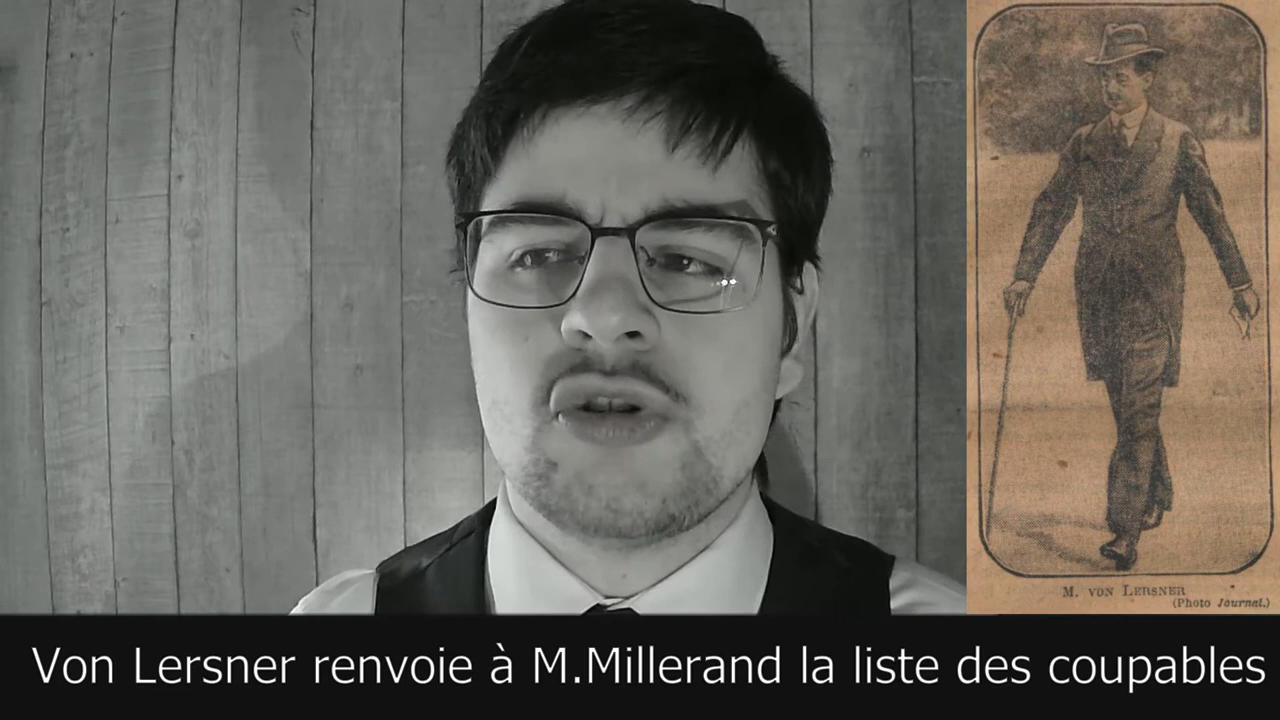 M. VON LERSNER
(Photo Journal.)
Von Lersner renvoie à M.Millerand la liste des coupables